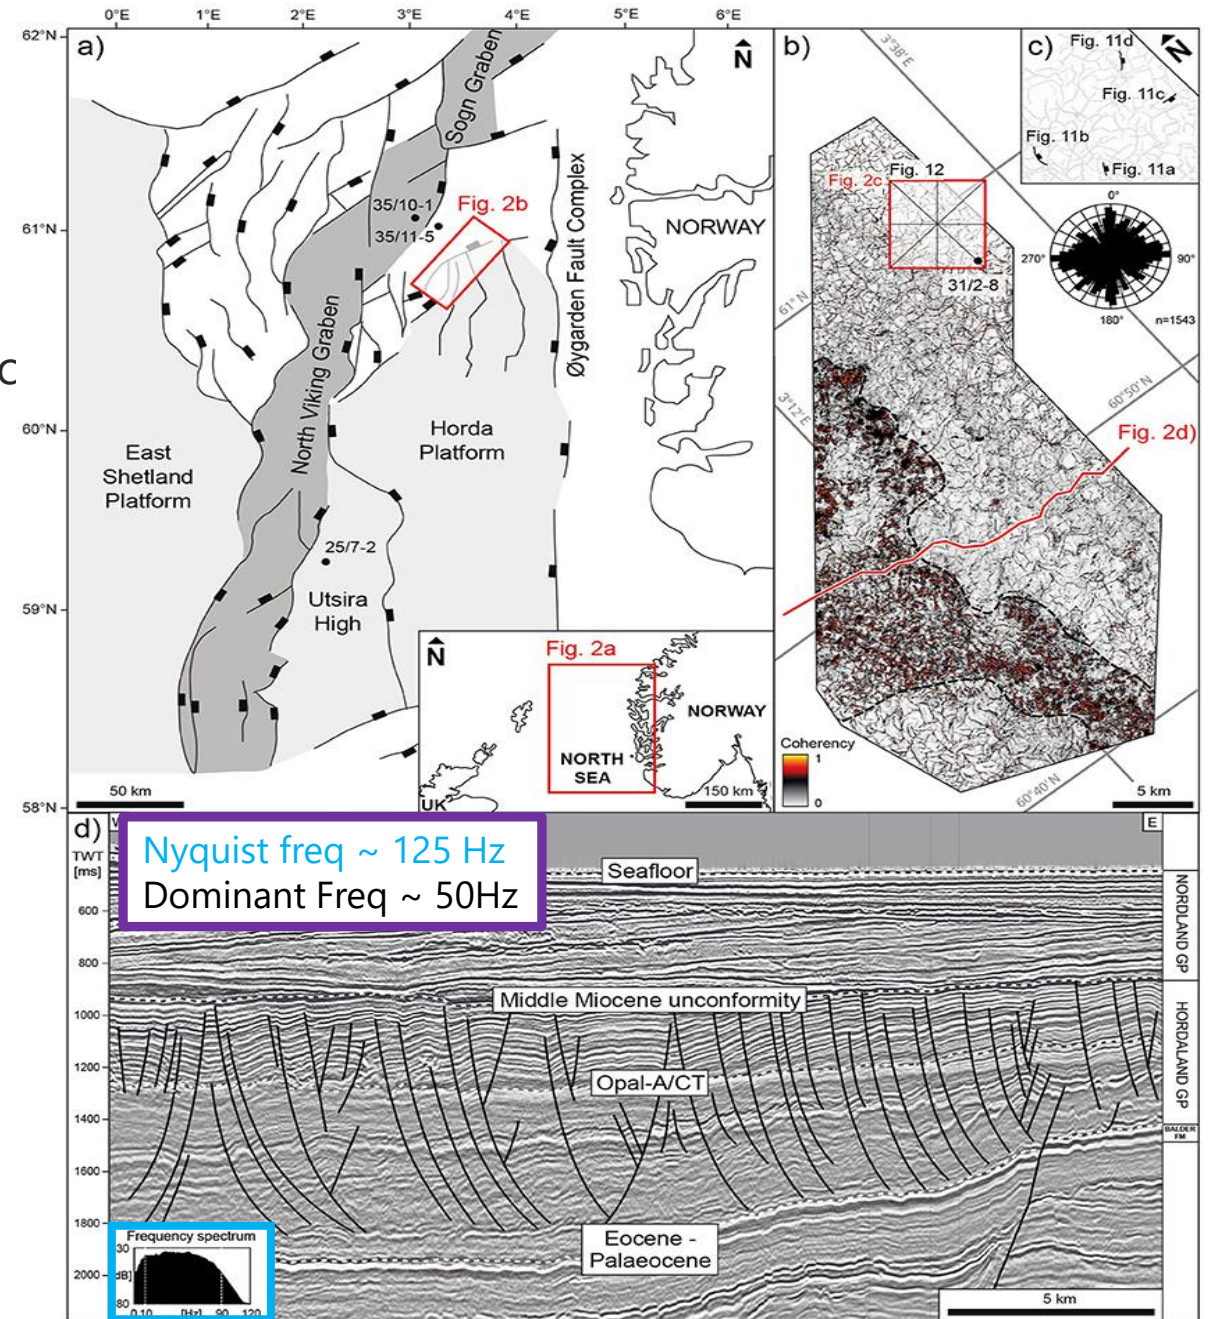 0°E
1°E
2°E
3°E
4°E
5°E
6°E
62°N
61°N
60°N
59°N
58°N
a)
N
Sogn Graben
35/10-1
35/11-5
Fig. 2b
Øygarden Fault Complex
NORWAY
North Viking Graben
East
Shetland
Platform
Horda
Platform
25/7-2
Utsira
High
50 km
N
Fig. 2a
NORWAY
NORTH
SEA
UK
150 km
b)
3°38' E
Fig. 2c
Fig. 12
31/2-8
61° N
3°12' E
60°50' N
Fig. 2d)
60°40' N
Coherency
1
0
5 km
c)
N
Fig. 11d
Fig. 11c
Fig. 11b
Fig. 11a
0°
270°
90°
180°
n=1543
d)
Nyquist freq ~ 125 Hz
Dominant Freq ~ 50Hz
E
TWT
[ms]
600
800
1000
1200
1400
1600
1800
2000
Seafloor
Middle Miocene unconformity
Opal-A/CT
Eocene -
Palaeocene
NORDLAND GP
HORDALAND GP
BALDER
FM
Frequency spectrum
30
dB]
80
0 10 [Hz] 90 120
5 km